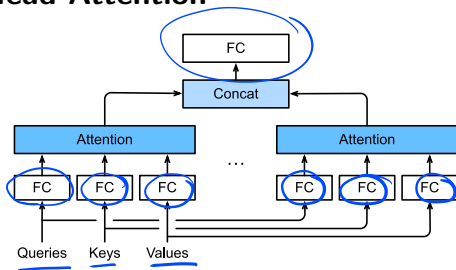 ead Attention
FC
Concat
Attention ... Attention
FC FC FC FC FC FC
Queries Keys Values